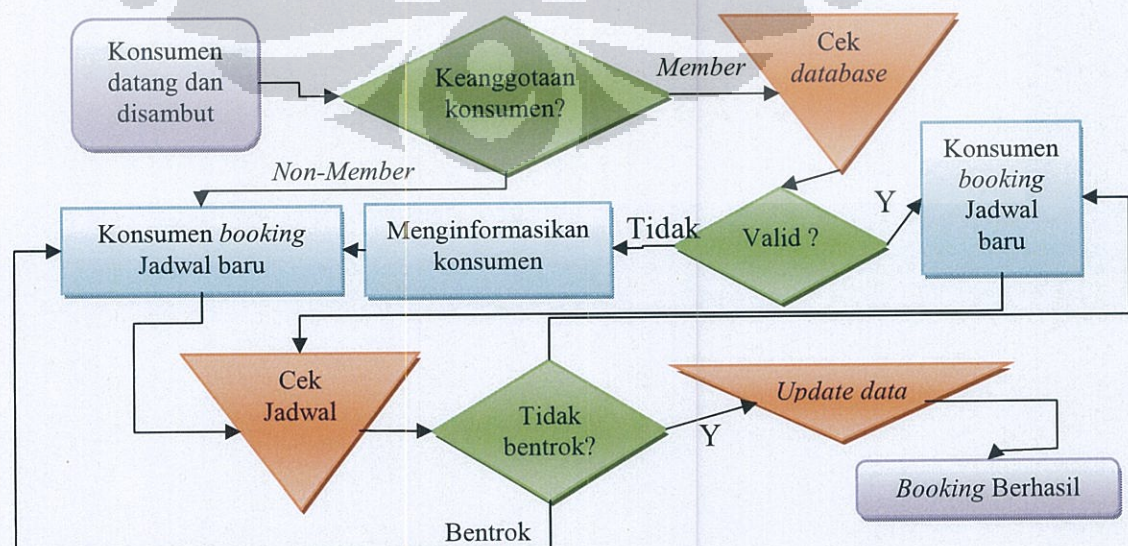 Konsumen
datang dan
disambut
Keanggotaan
konsumen?
Member
Cek
database
Non-Member
Konsumen booking
Jadwal baru
Menginformasikan
konsumen
Tidak
Valid ?
Y
Konsumen
booking
Jadwal
baru
Cek
Jadwal
Tidak
bentrok?
Y
Update data
Booking Berhasil
Bentrok